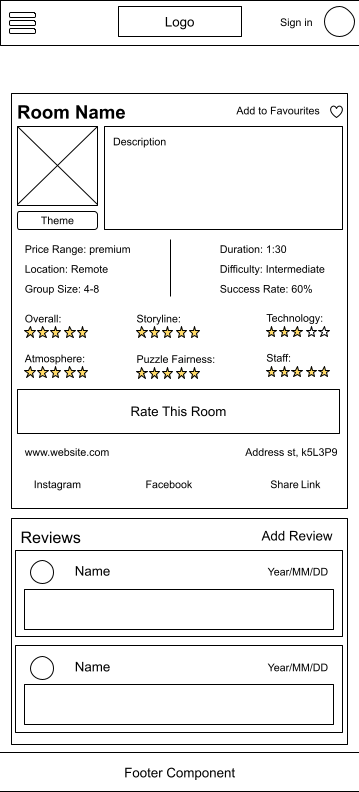 Logo
Sign in
Room Name
Add to Favourites
Description
Theme
Price Range: premium
Duration: 1:30
Location: Remote
Difficulty: Intermediate
Group Size: 4-8
Success Rate: 60%
Overall:
Storyline:
Technology:
Atmosphere:
Puzzle Fairness:
Staff:
Rate This Room
www.website.com
Address st, k5L3P9
Instagram
Facebook
Share Link
Reviews
Add Review
Name
Year/MM/DD
Name
Year/MM/DD
Footer Component